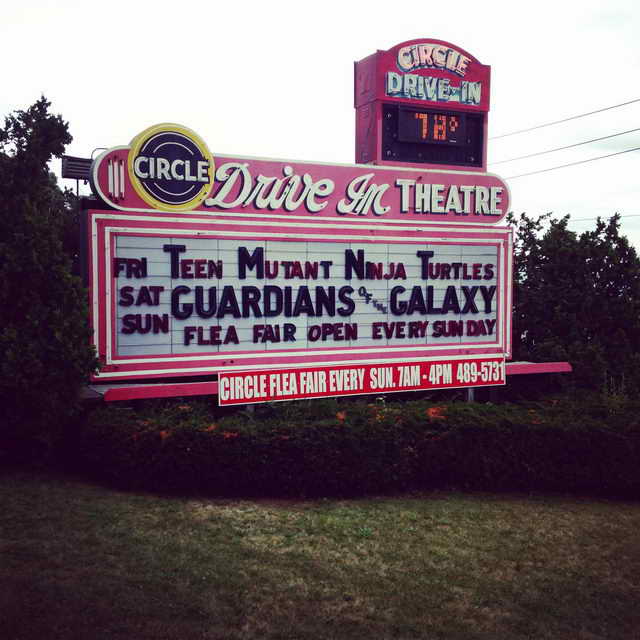 CIRCLE
DRIVE-IN
78°
CIRCLE Drive In THEATRE
FRI TEEN MUTANT NINJA TURTLES
SAT GUARDIANS OF THE GALAXY
SUN FLEA FAIR OPEN EVERY SUNDAY
CIRCLE FLEA FAIR EVERY SUN. 7AM - 4PM 489-5731